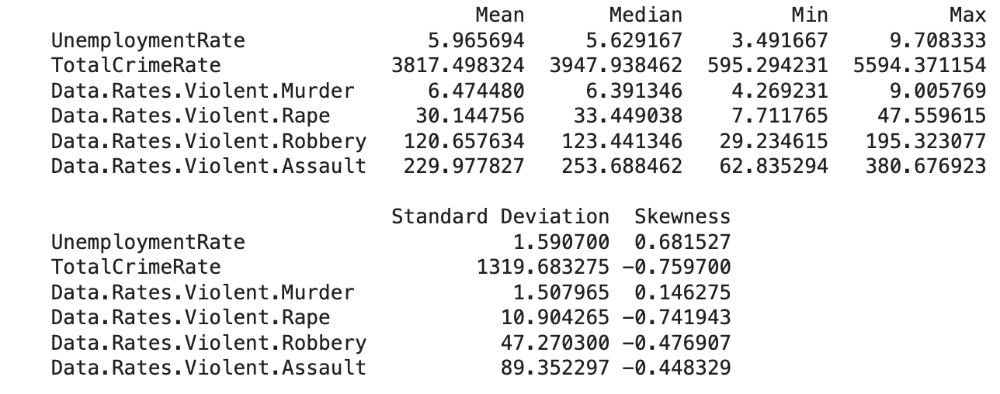 Mean Median Min Max
UnemploymentRate 5.965694 5.629167 3.491667 9.708333
TotalCrimeRate 3817.498324 3947.938462 595.294231 5594.371154
Data.Rates.Violent.Murder 6.474480 6.391346 4.269231 9.005769
Data.Rates.Violent.Rape 30.144756 33.449038 7.711765 47.559615
Data.Rates.Violent.Robbery 120.657634 123.441346 29.234615 195.323077
Data.Rates.Violent.Assault 229.977827 253.688462 62.835294 380.676923
Standard Deviation Skewness
UnemploymentRate 1.590700 0.681527
TotalCrimeRate 1319.683275 -0.759700
Data.Rates.Violent.Murder 1.507965 0.146275
Data.Rates.Violent.Rape 10.904265 -0.741943
Data.Rates.Violent.Robbery 47.270300 -0.476907
Data.Rates.Violent.Assault 89.352297 -0.448329